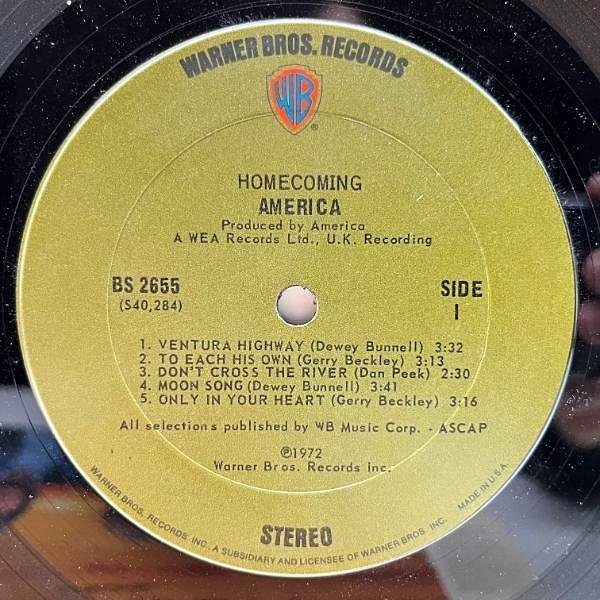 WARNER BROS. RECORDS
WB
®
HOMECOMING
AMERICA
Produced by America
A WEA Records Ltd., U.K. Recording
BS 2655
(S40,284)
SIDE
1
1. VENTURA HIGHWAY (Dewey Bunnell) 3:32
2. TO EACH HIS OWN (Gerry Beckley) 3:13
3. DON'T CROSS THE RIVER (Dan Peek) 2:30
4. MOON SONG (Dewey Bunnell) 3:41
5. ONLY IN YOUR HEART (Gerry Beckley) 3:16
All selections published by WB Music Corp. - ASCAP
℗1972
Warner Bros. Records Inc.
STEREO
WARNER BROS. RECORDS INC. A SUBSIDIARY AND LICENSEE OF WARNER BROS. INC. MADE IN U.S.A.